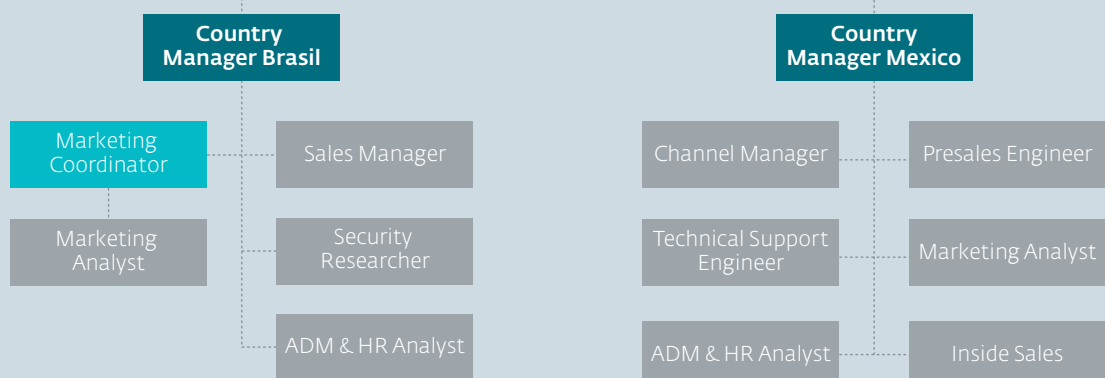 Country
Manager Brasil
Country
Manager Mexico
Marketing
Coordinator
Sales Manager
Channel Manager
Presales Engineer
Marketing
Analyst
Security
Researcher
Technical Support
Engineer
Marketing Analyst
ADM & HR Analyst
ADM & HR Analyst
Inside Sales